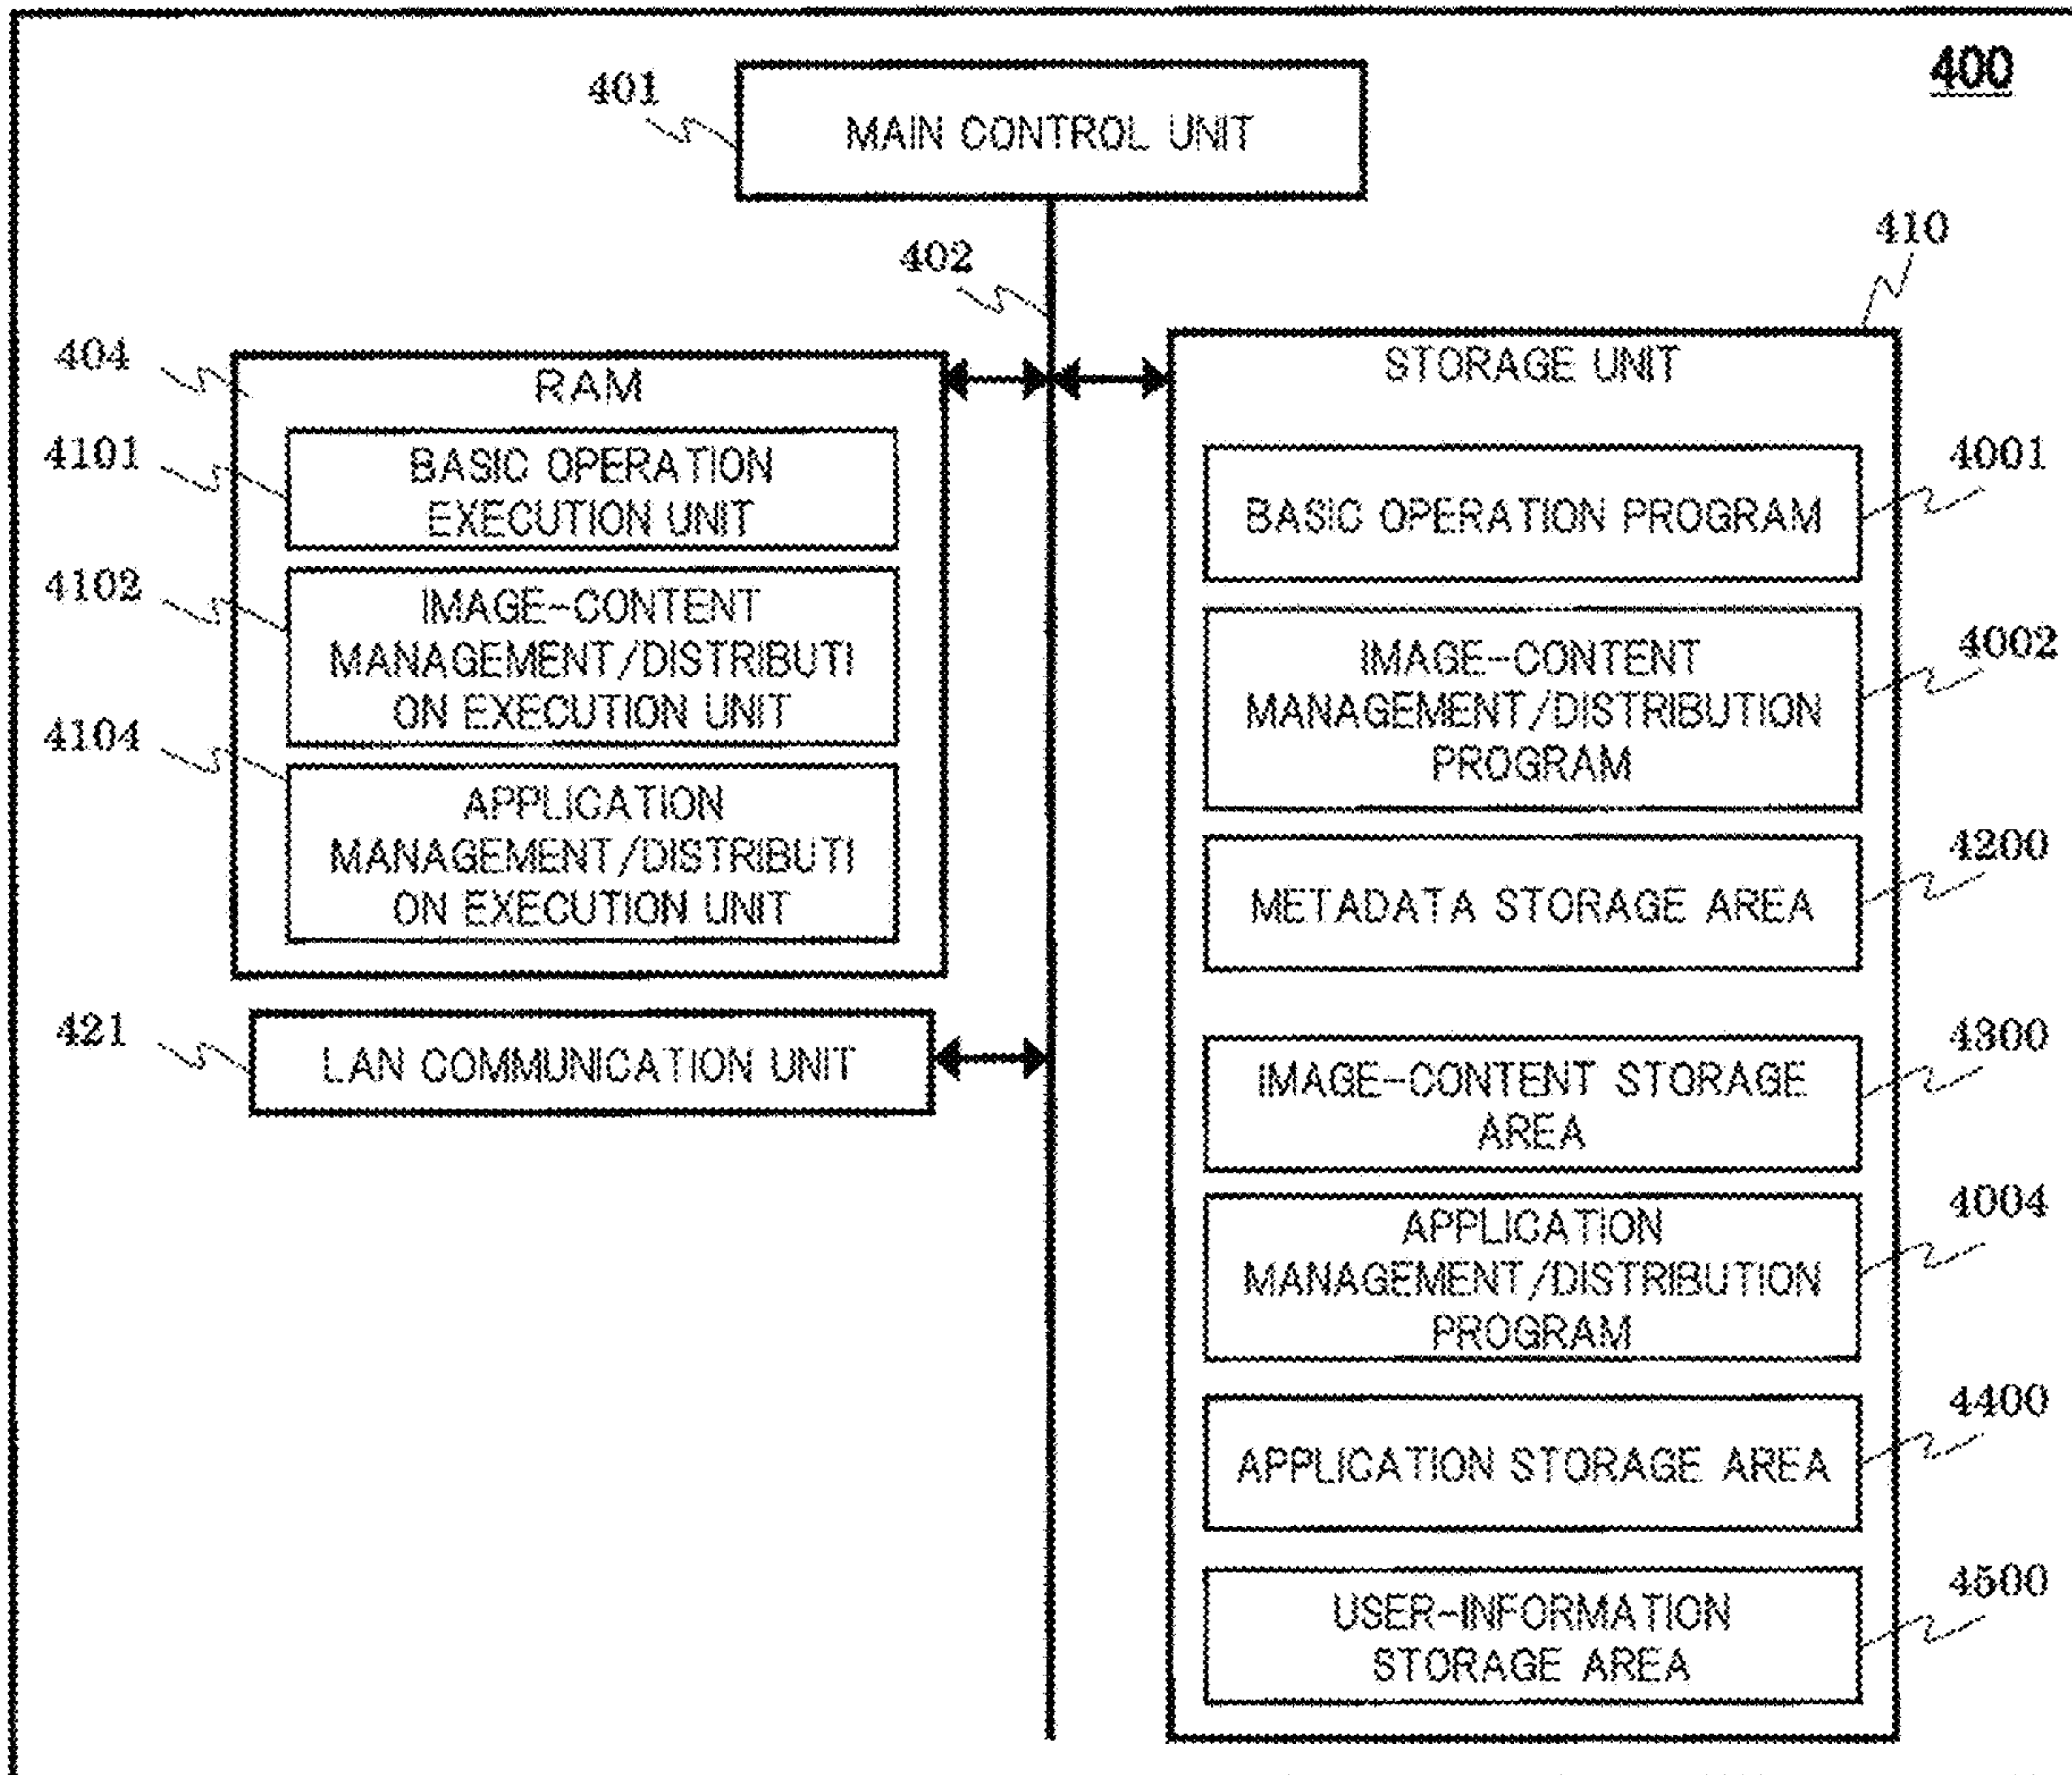 400
401
MAIN CONTROL UNIT
402
410
404
RAM
4101
BASIC OPERATION
EXECUTION UNIT
4102
IMAGE-CONTENT
MANAGEMENT/DISTRIBUTI
ON EXECUTION UNIT
4104
APPLICATION
MANAGEMENT/DISTRIBUTI
ON EXECUTION UNIT
421
LAN COMMUNICATION UNIT
STORAGE UNIT
4001
BASIC OPERATION PROGRAM
4002
IMAGE-CONTENT
MANAGEMENT/DISTRIBUTION
PROGRAM
4200
METADATA STORAGE AREA
4300
IMAGE-CONTENT STORAGE
AREA
4004
APPLICATION
MANAGEMENT/DISTRIBUTION
PROGRAM
4400
APPLICATION STORAGE AREA
4500
USER-INFORMATION
STORAGE AREA